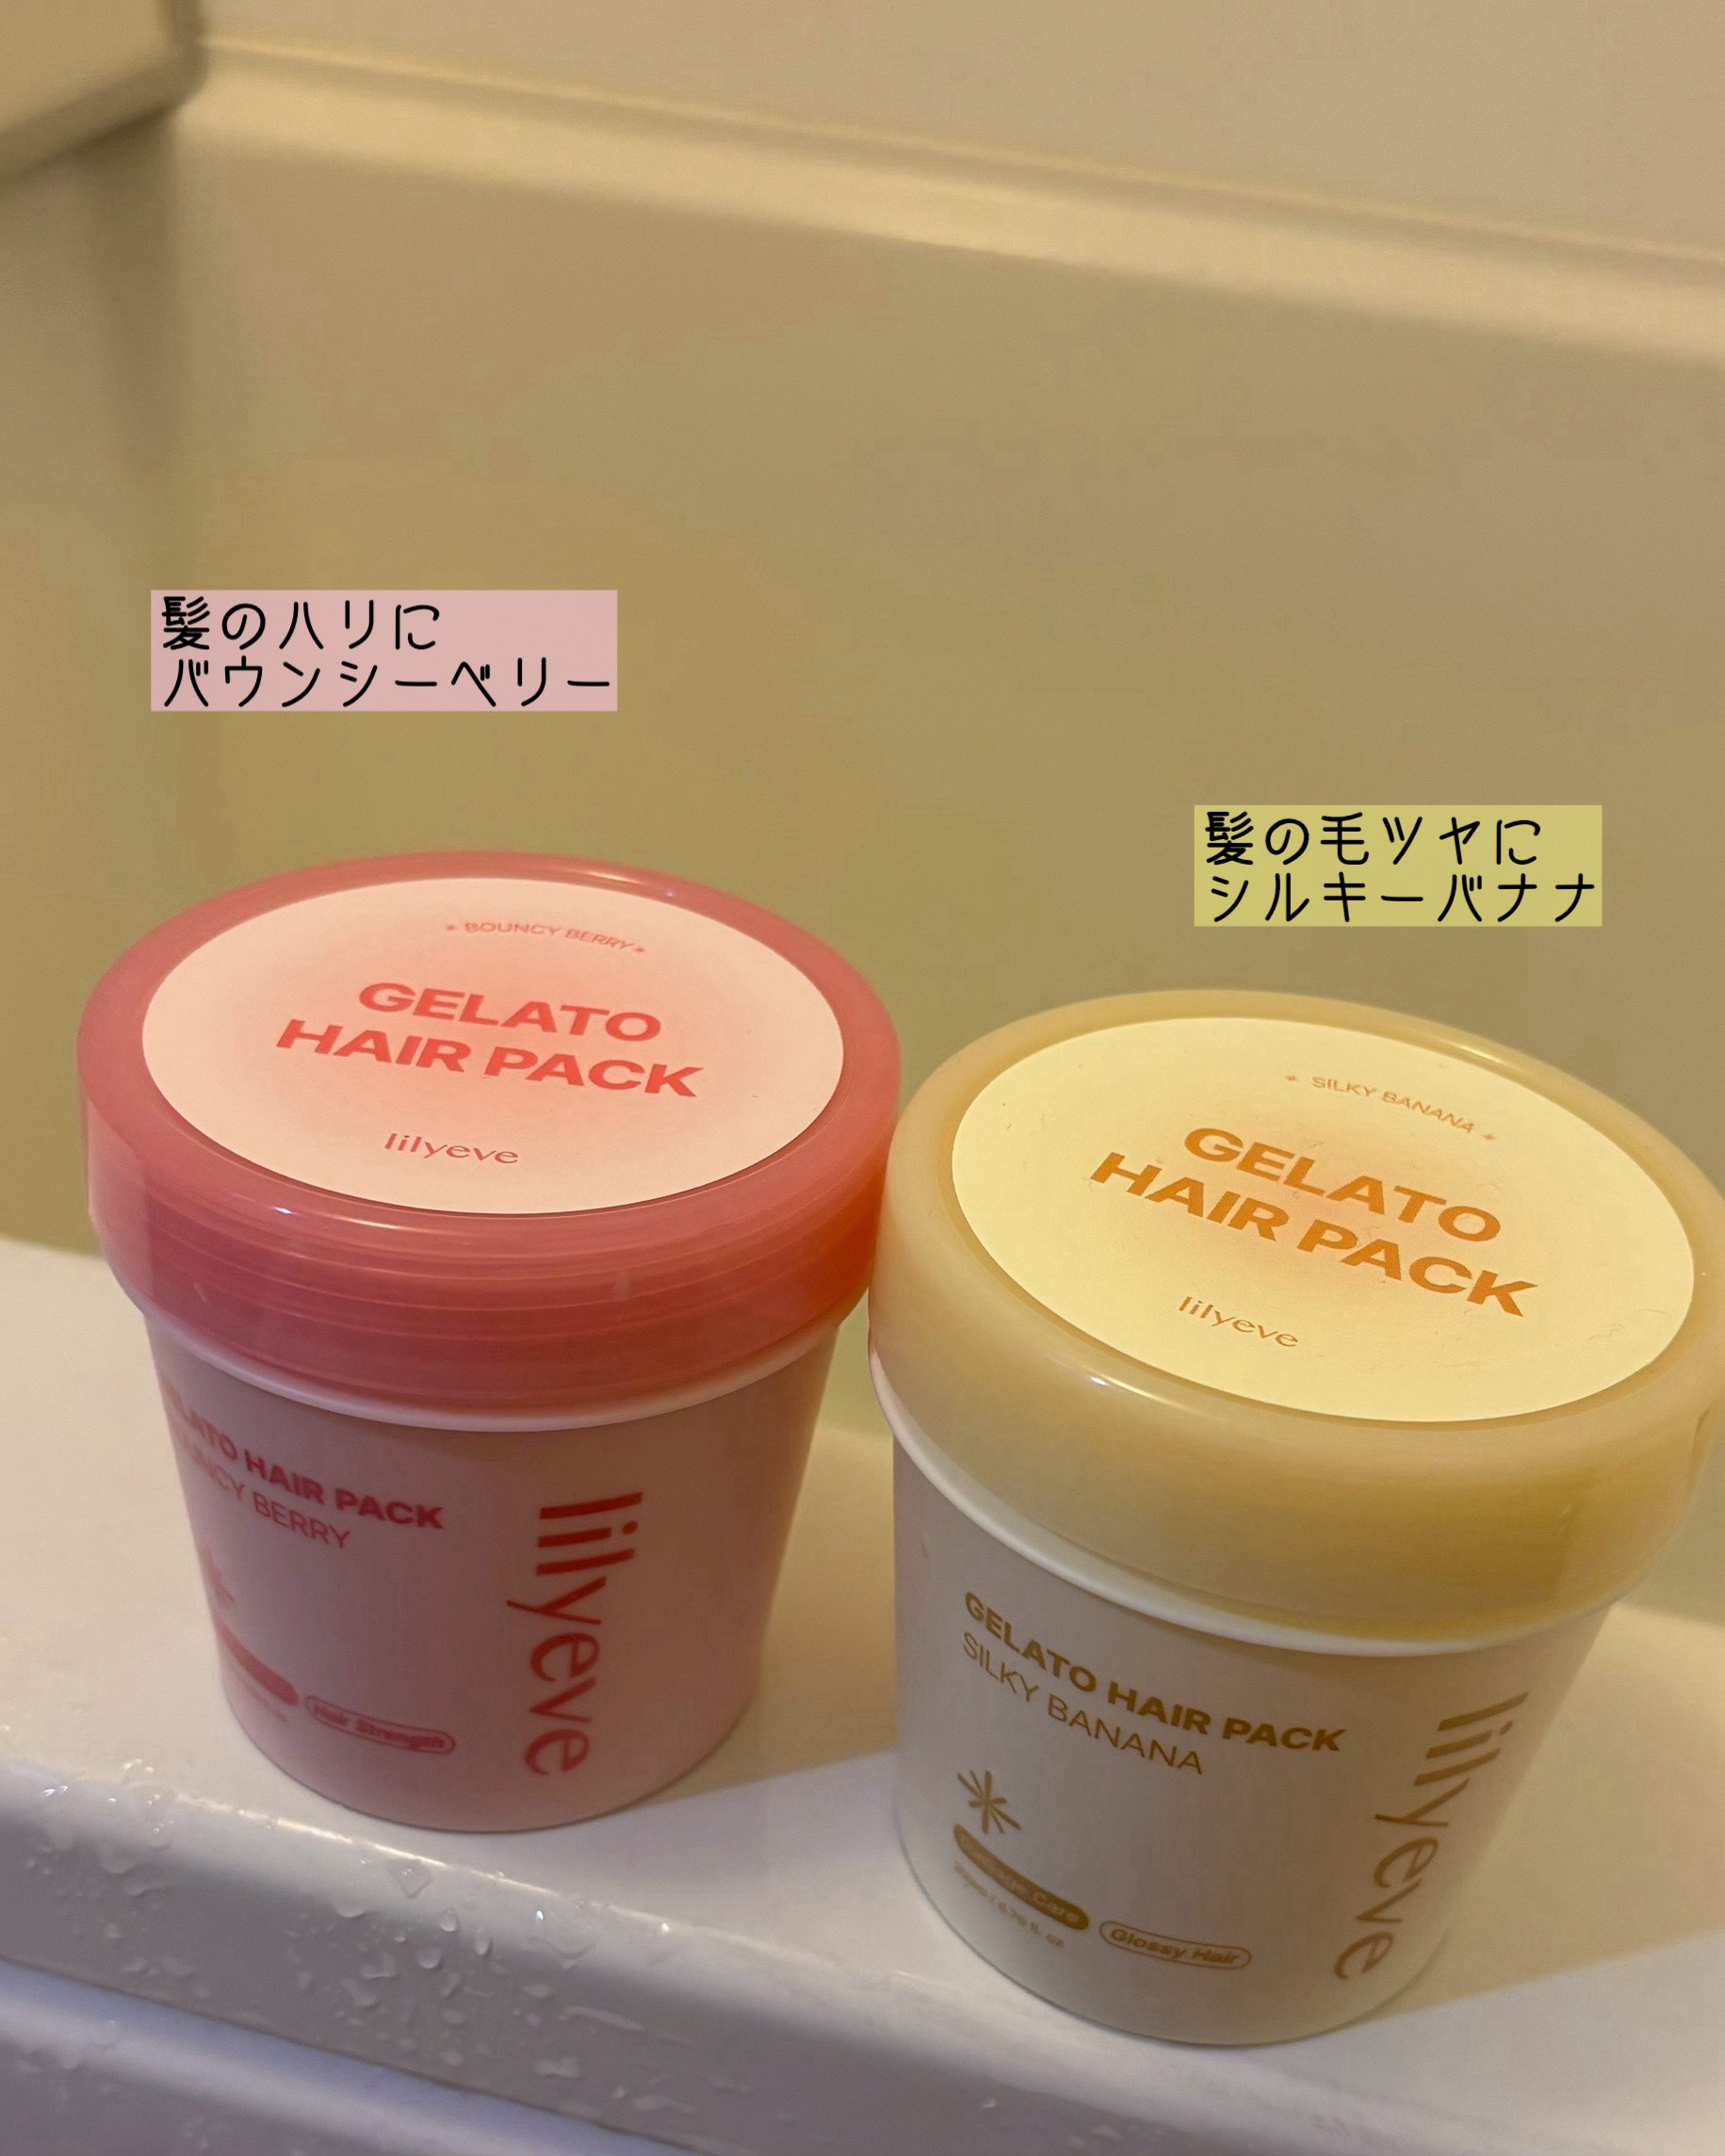 髪のハリに
バウンシーベリー
髪の毛ツヤに
シルキーバナナ
BOUNCY BERRY
GELATO
HAIR PACK
lilyeve
SILKY BANANA
GELATO
HAIR PACK
lilyeve
HAIR PACK
BERRY
Hair Strength
lilyeve
GELATO HAIR PACK
SILKY BANANA
Care
Glossy Hair
lilyeve